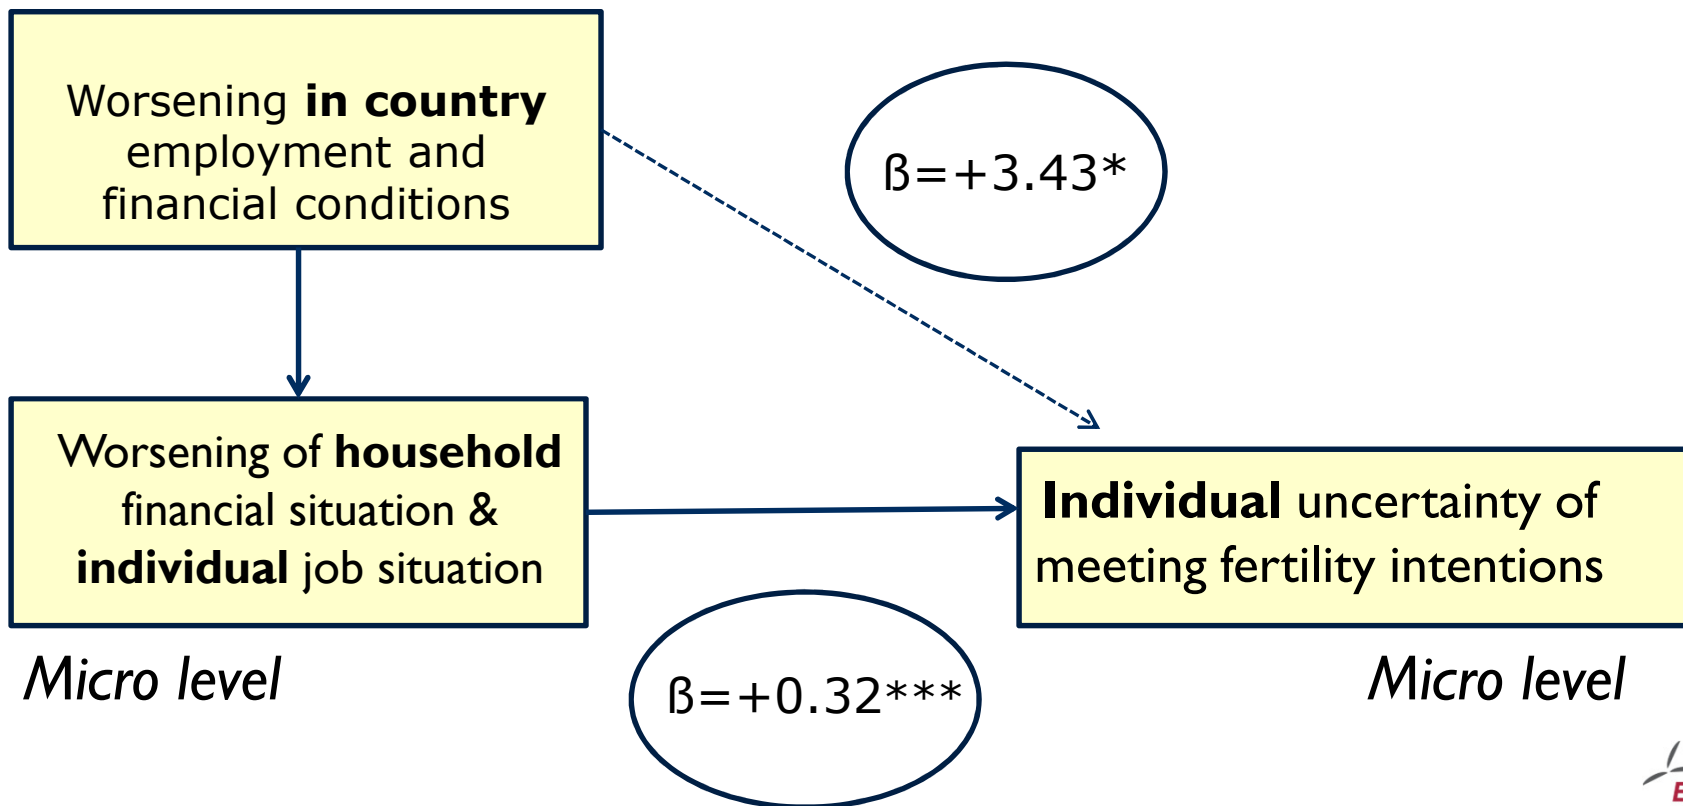 Worsening in country
employment and
financial conditions
ß=+3.43*
Worsening of household
financial situation &
individual job situation
Individual uncertainty of
meeting fertility intentions
Micro level
Micro level
ß=+0.32***
E